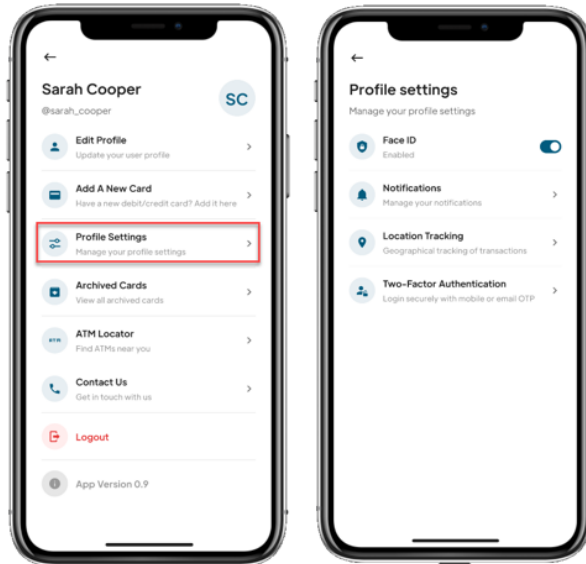 Sarah Cooper
SC
@sarah_cooper
Edit Profile
Update your user profile
Add A New Card
Have a new debit/credit card? Add it here
Profile Settings
Manage your profile settings
Archived Cards
View all archived cards
ATM
ATM Locator
Find ATMs near you
Contact Us
Get in touch with us
Logout
App Version 0.9
Profile settings
Manage your profile settings
Face ID
Enabled
Notifications
Manage your notifications
Location Tracking
Geographical tracking of transactions
Two-Factor Authentication
Login securely with mobile or email OTP